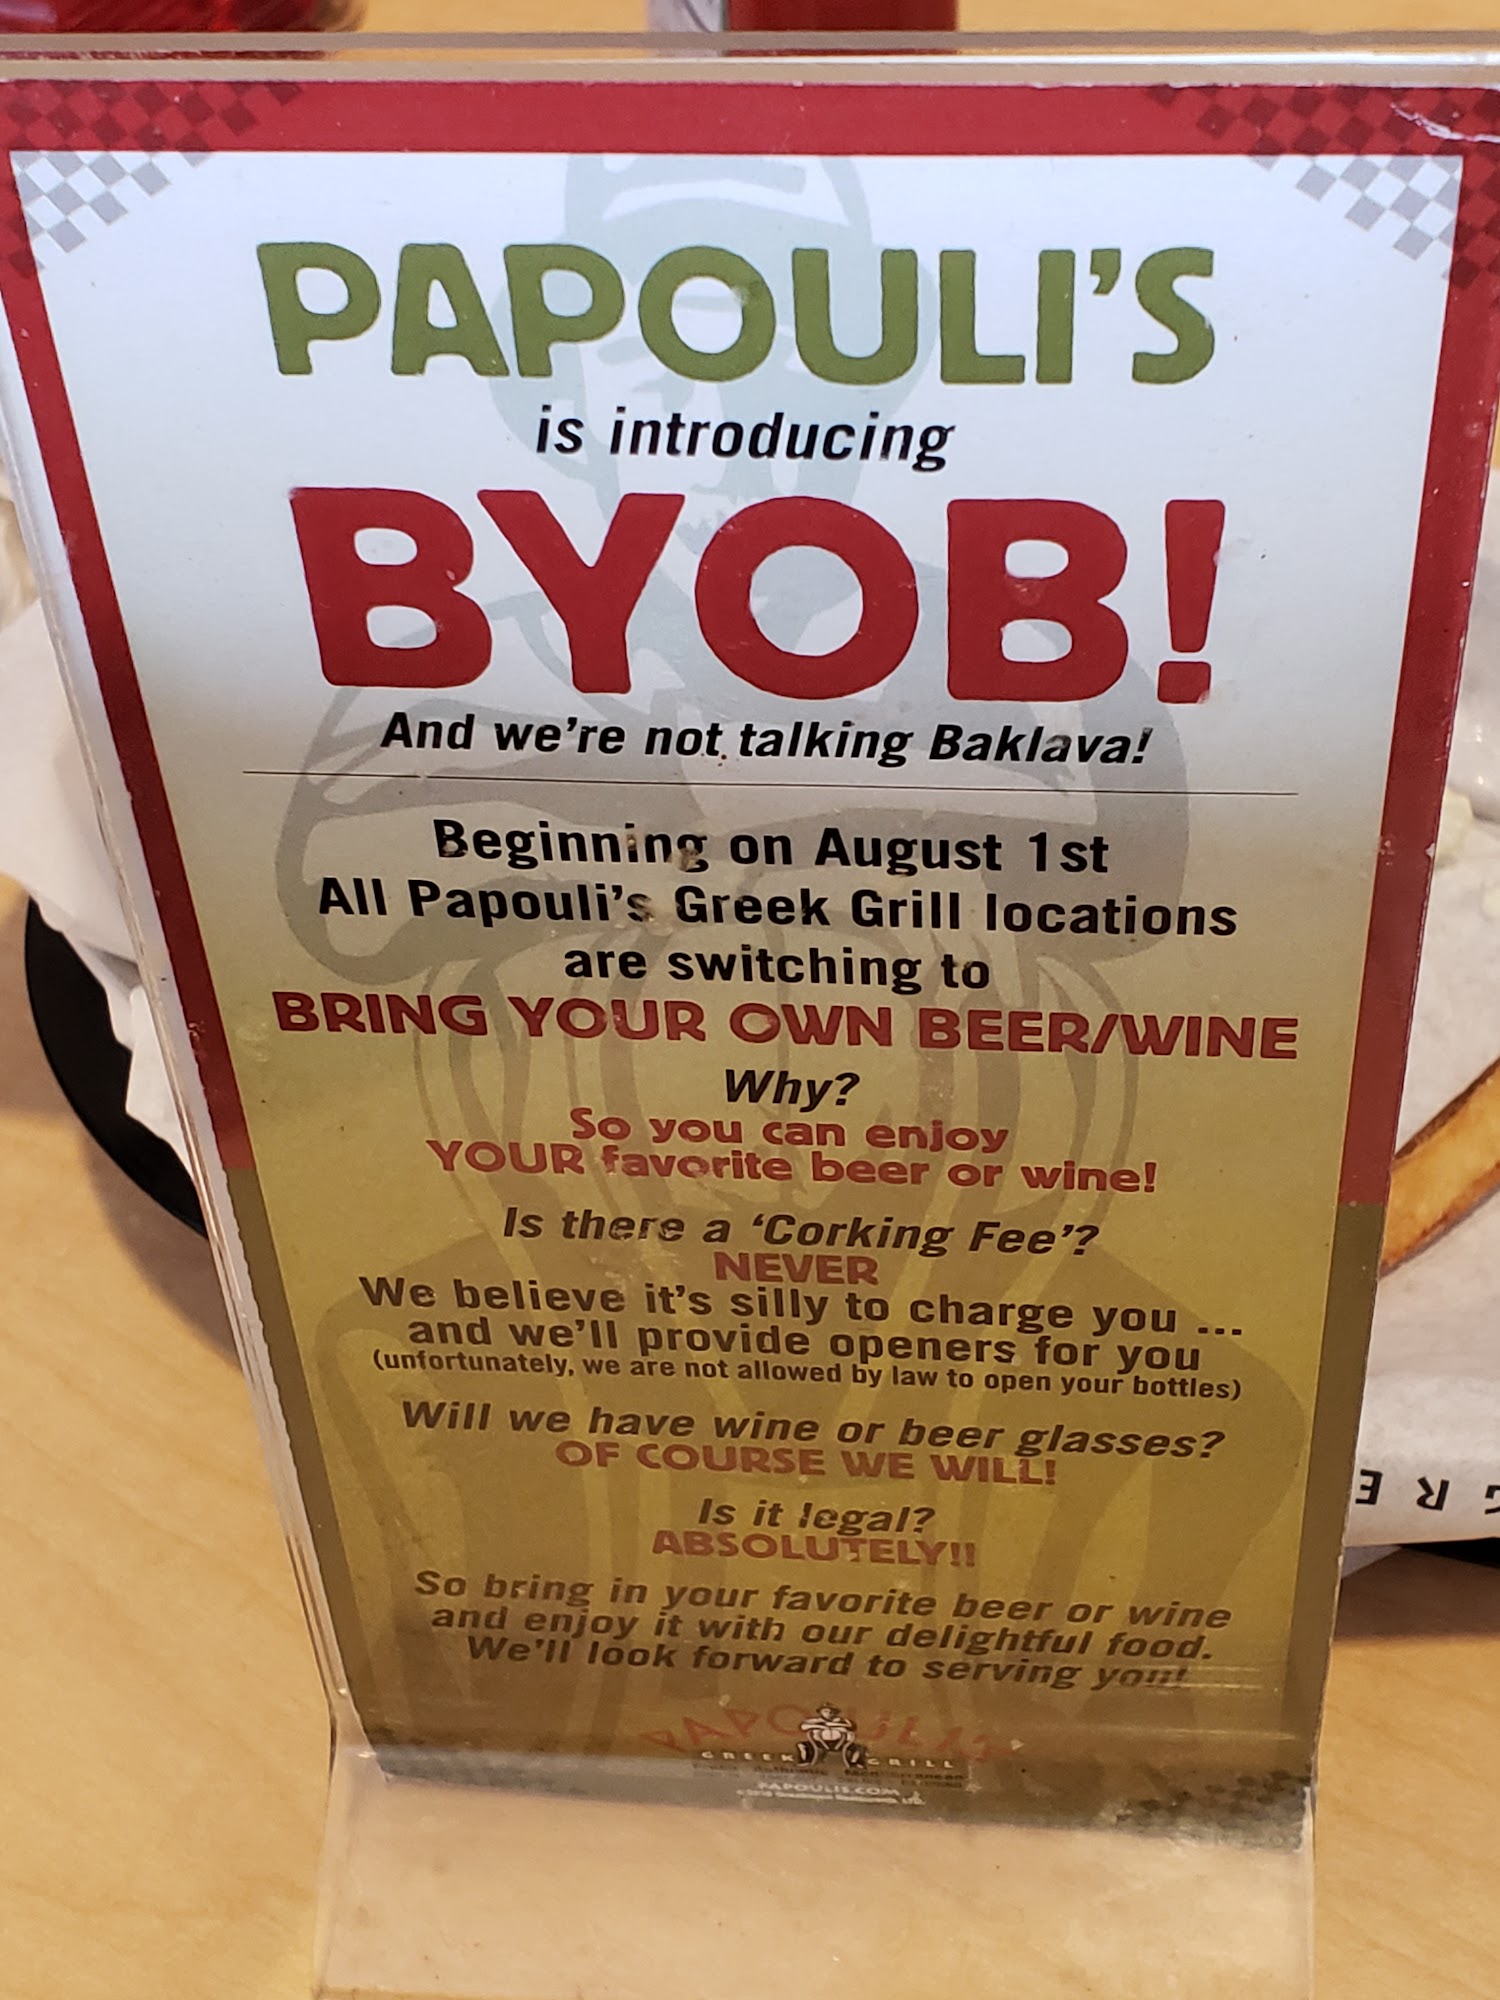 PAPOULI'S
is introducing
BYOB!
And we're not talking Baklava!
Beginning on August 1st
All Papouli's Greek Grill locations
are switching to
BRING YOUR OWN BEER/WINE
Why?
So you can enjoy
YOUR favorite beer or wine!
Is there a 'Corking Fee'?
NEVER
We believe it's silly to charge you ...
and we'll provide openers for you
(unfortunately, we are not allowed by law to open your bottles)
Will we have wine or beer glasses?
OF COURSE WE WILL!
Is it legal?
ABSOLUTELY!!
So bring in your favorite beer or wine
and enjoy it with our delightful food.
We'll look forward to serving you!
PAPOULI'S
GREEK GRILL
PAPOULIS.COM
GRE